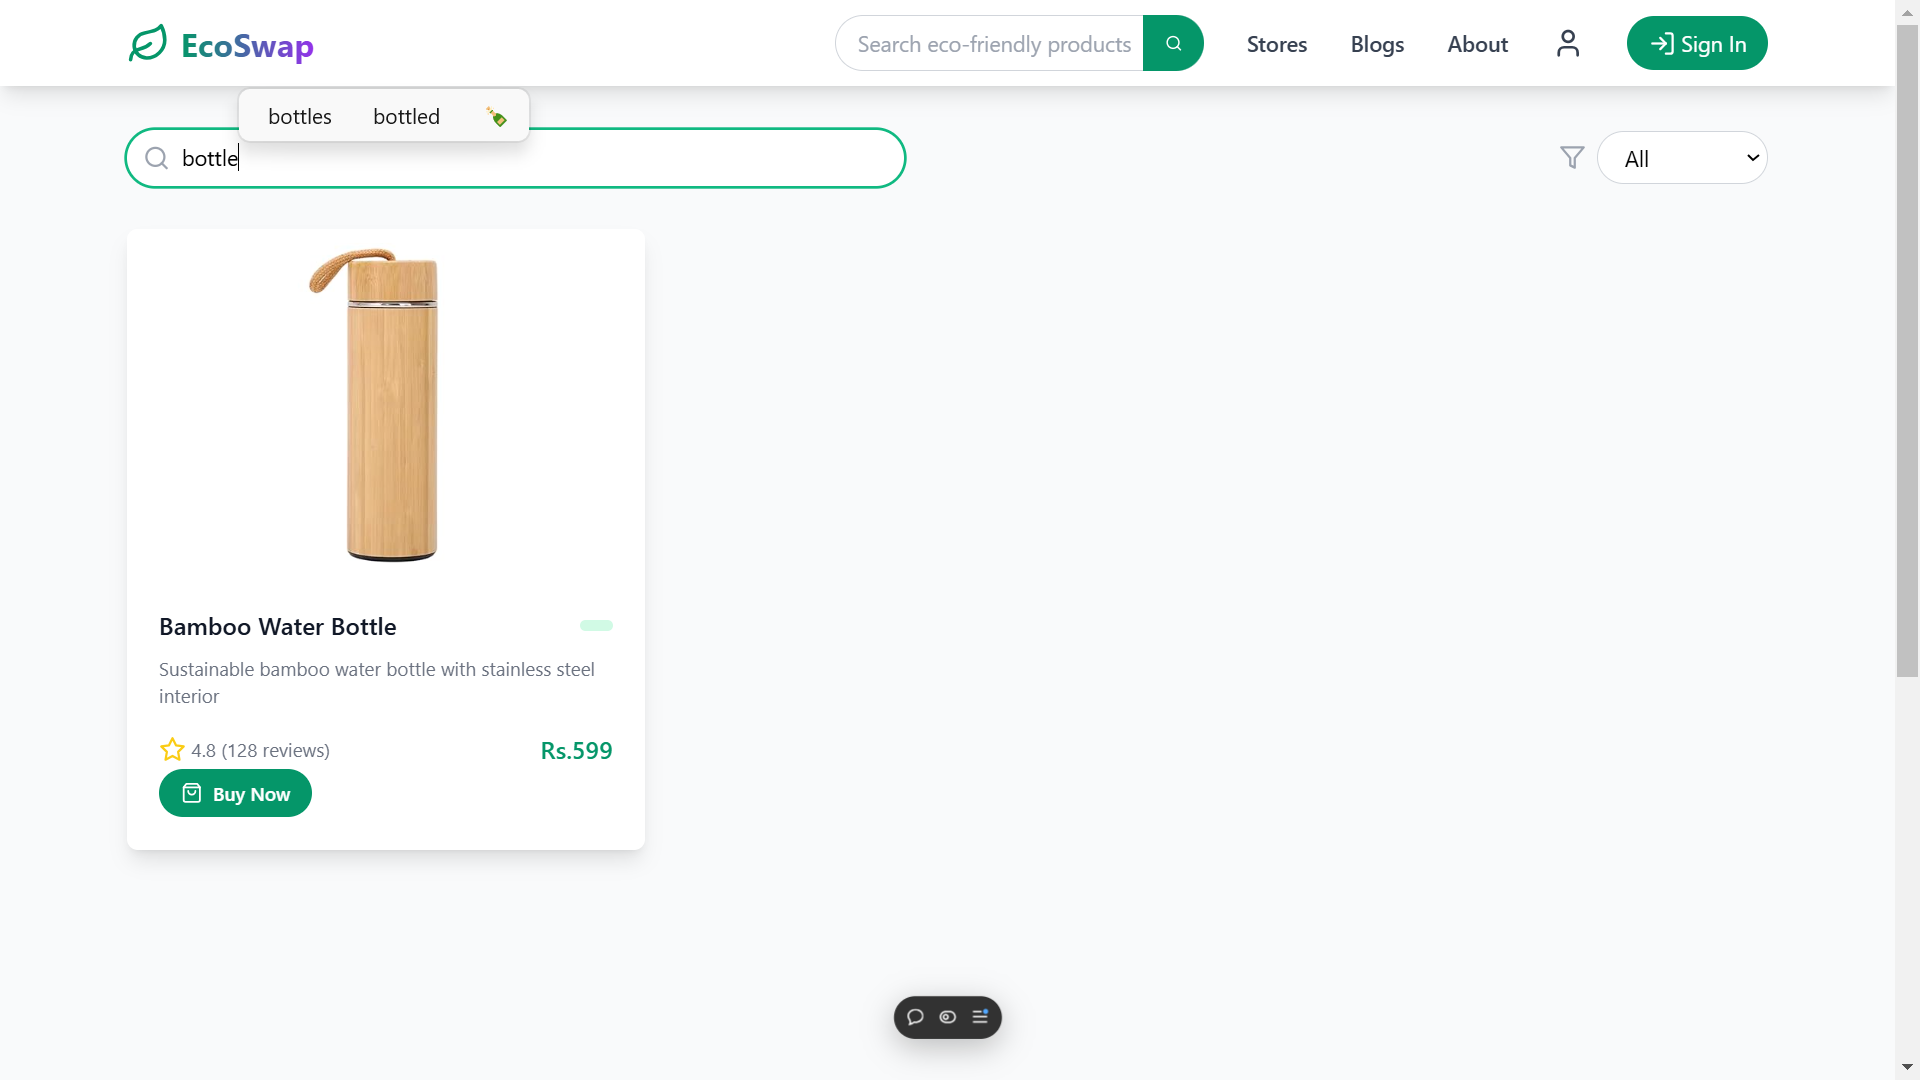 EcoSwap
Search eco-friendly products
Stores
Blogs
About
Sign In
bottles bottled
bottle
All
Bamboo Water Bottle
Sustainable bamboo water bottle with stainless steel
interior
4.8 (128 reviews)
Rs.599
Buy Now